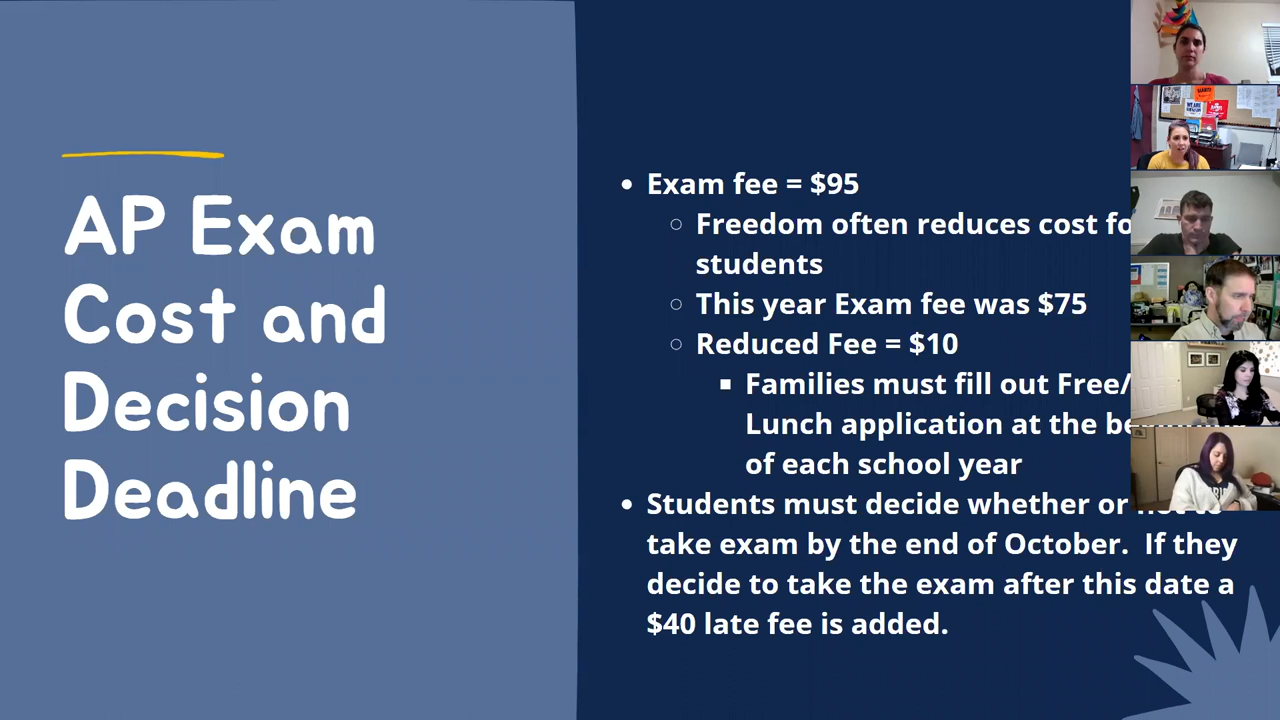 AP Exam
Cost and
Decision
Deadline
Exam fee = $95
Freedom often reduces cost
students
This year Exam fee was $75
Reduced Fee = $10
Families must fill out Free/
Lunch application at the
of each school year
Students must decide whether or not to
take exam by the end of October. If they
decide to take the exam after this date a
$40 late fee is added.